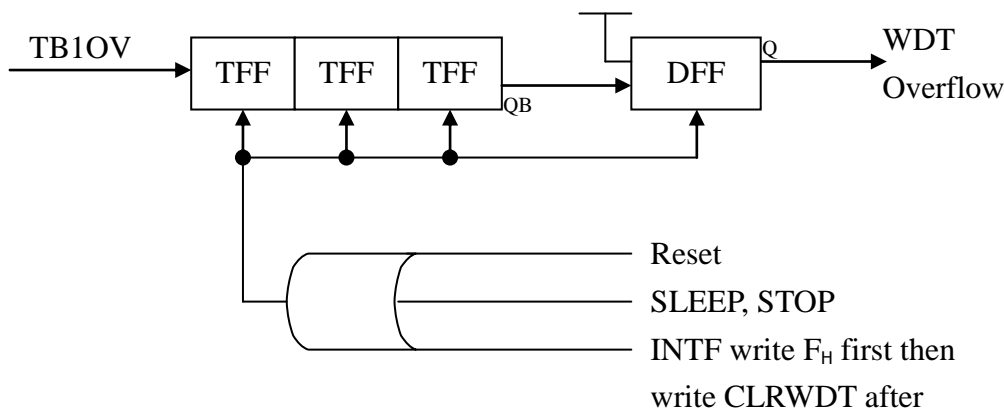 TB1OV
TFF TFF TFF
QB
DFF
Q
WDT
Overflow
Reset
SLEEP, STOP
INTF write FH first then
write CLRWDT after